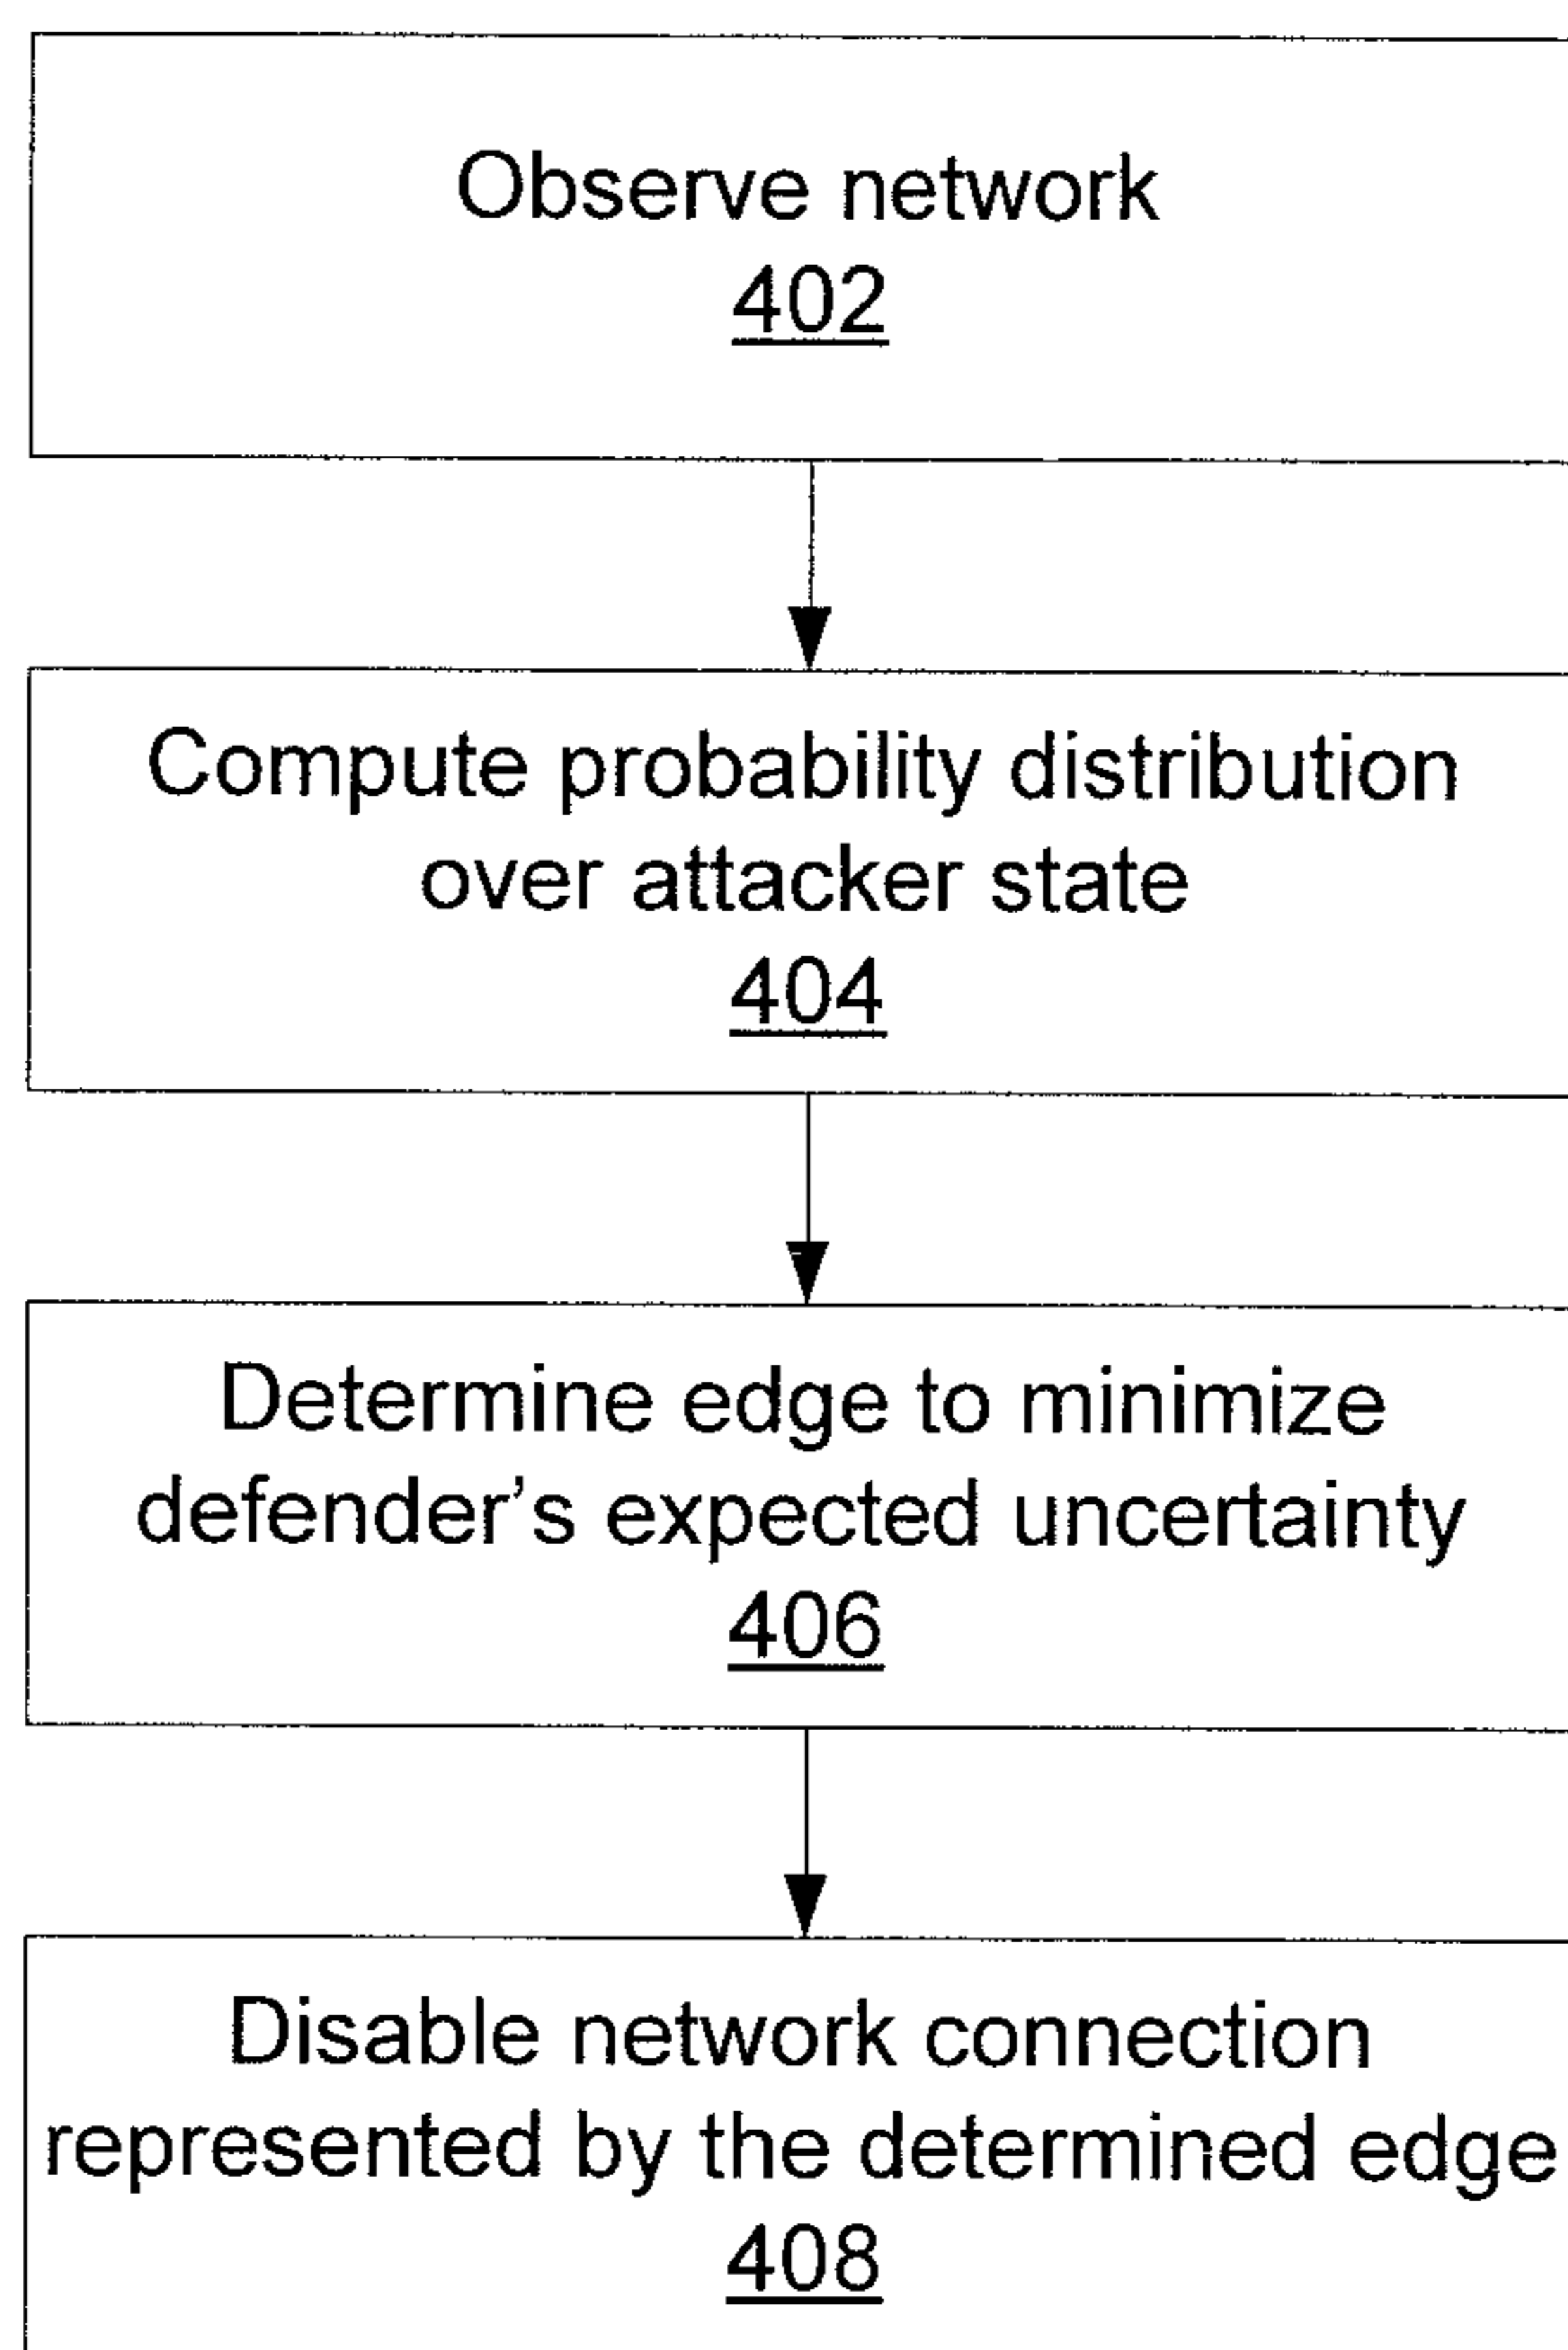 Observe network
402
Compute probability distribution
over attacker state
404
Determine edge to minimize
defender's expected uncertainty
406
Disable network connection
represented by the determined edge
408